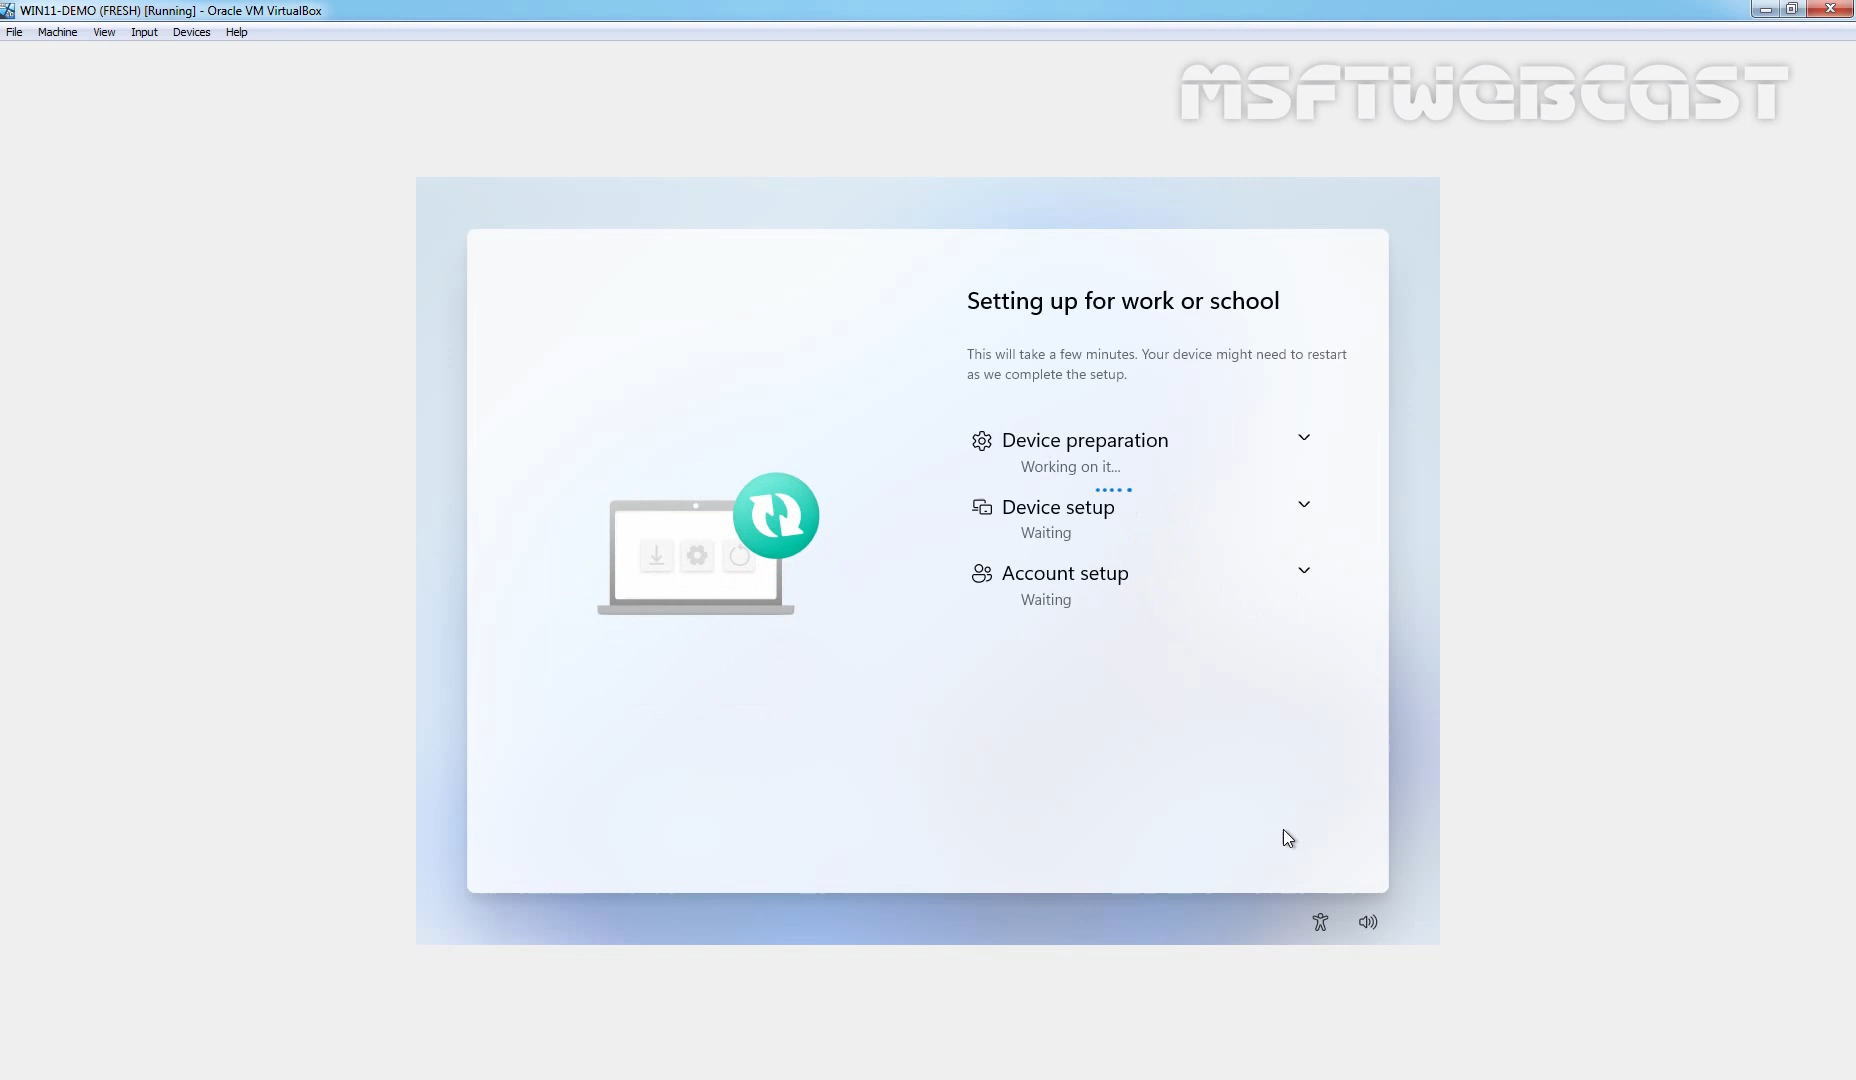 WIN11-DEMO (FRESH) [Running] - Oracle VM VirtualBox
File Machine View Input Devices Help
MSFTWEBCAST
Setting up for work or school
This will take a few minutes. Your device might need to restart
as we complete the setup.
Device preparation
Working on it...
Device setup
Waiting
Account setup
Waiting